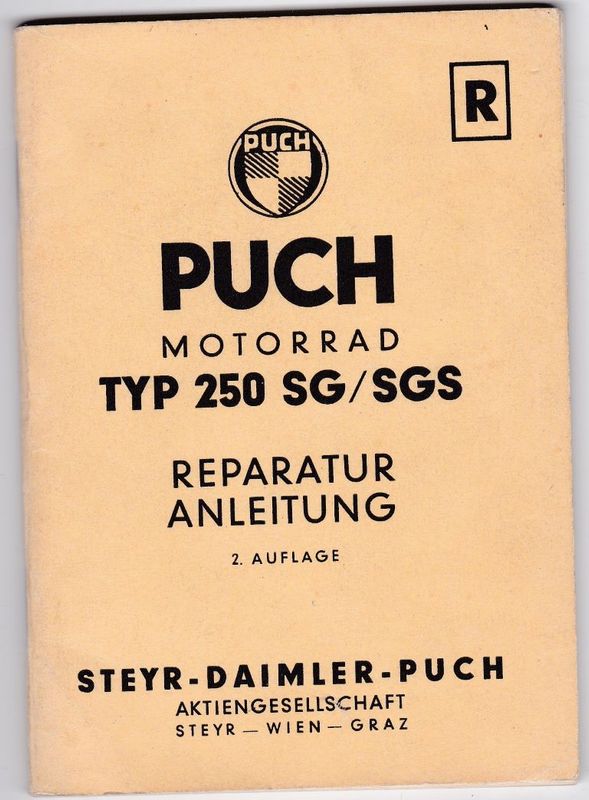 R
PUCH
PUCH
MOTORRAD
TYP 250 SG/SGS
REPARATUR
ANLEITUNG
2. AUFLAGE
STEYR-DAIMLER-PUCH
AKTIENGESELLSCHAFT
STEYR — WIEN — GRAZ